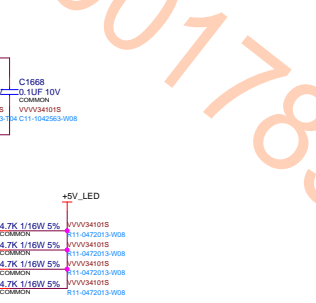 C1668
0.1UF 10V
COMMON
VVVV34101S
C11-1042563-W08
+5V_LED
4.7K 1/16W 5% VVVV34101S
COMMON R11-0472013-W08
4.7K 1/16W 5% VVVV34101S
COMMON R11-0472013-W08
4.7K 1/16W 5% VVVV34101S
COMMON R11-0472013-W08
4.7K 1/16W 5% VVVV34101S
COMMON R11-0472013-W08